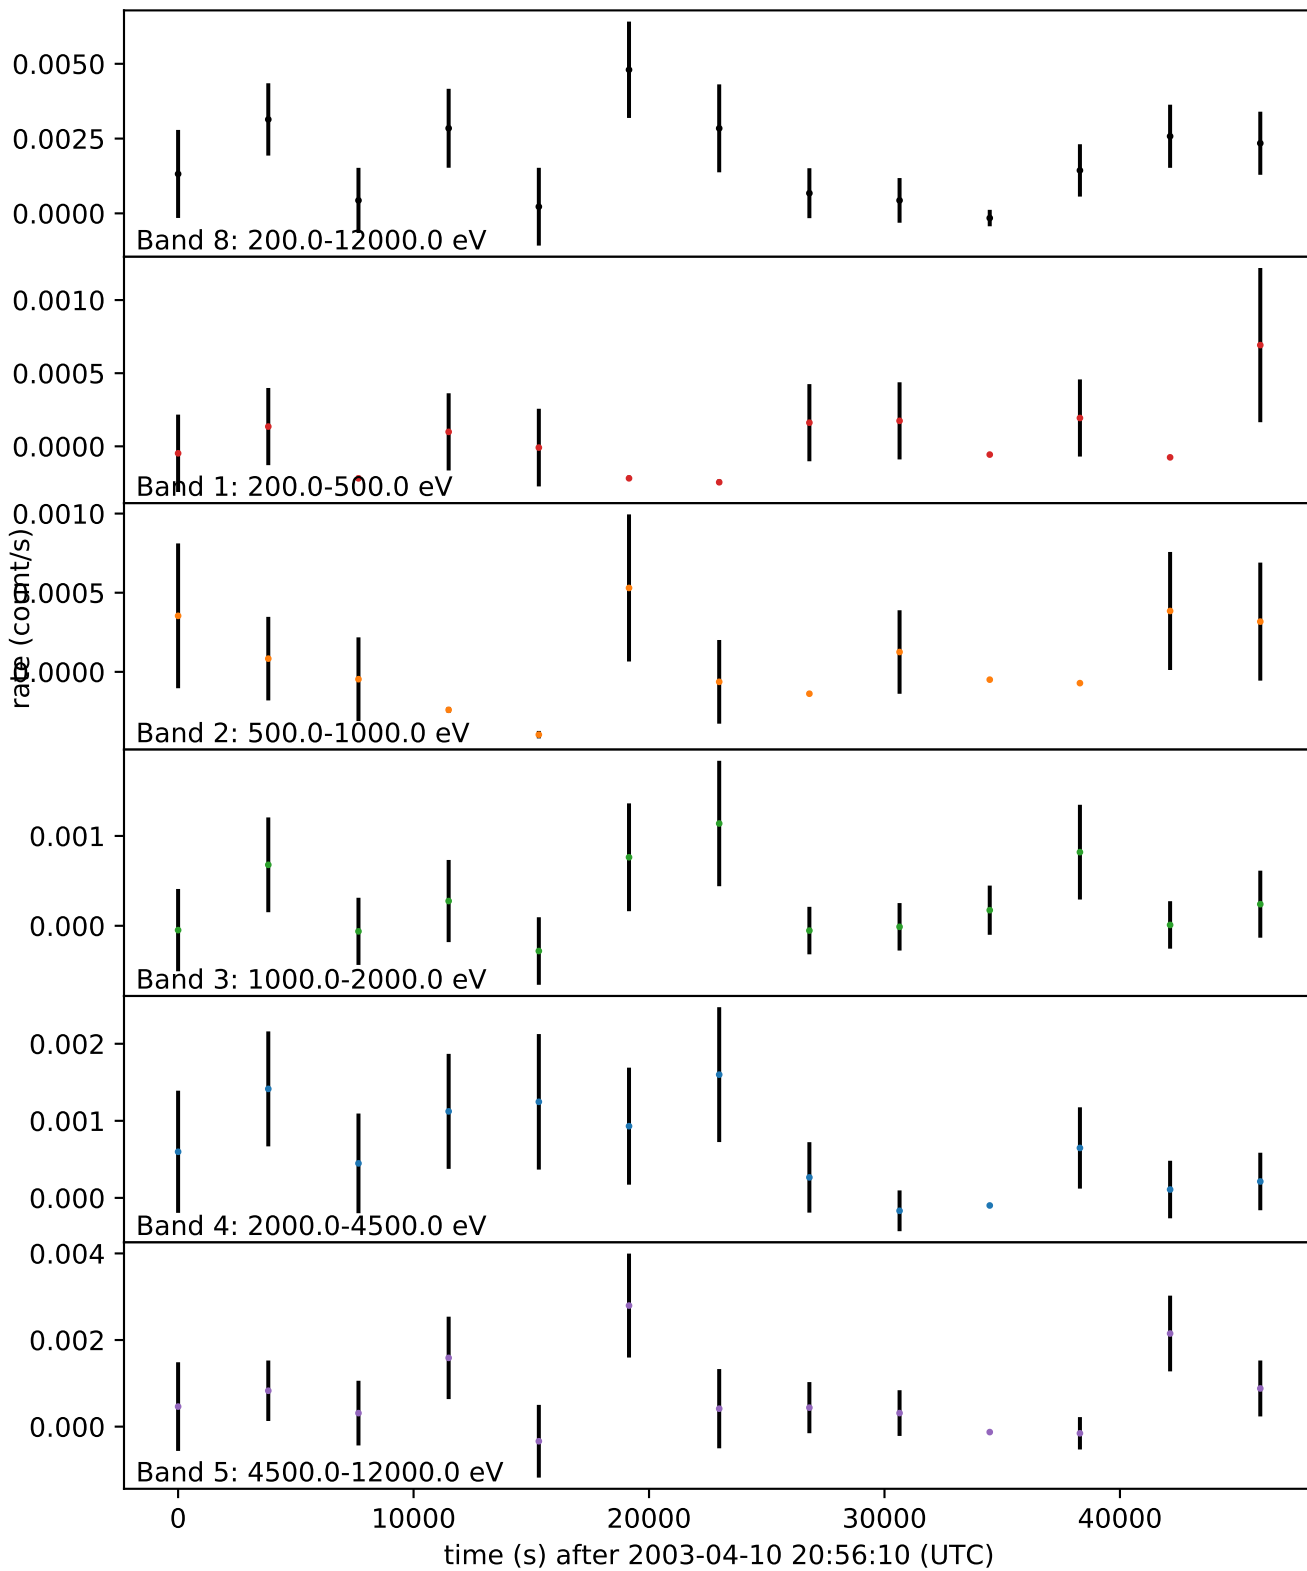 0.0050
0.0025
0.0000
Band 8: 200.0-12000.0 eV
0.0010
0.0005
0.0000
Band 1: 200.0-500.0 eV
0.0010
0.0005
0.0000
rate (count/s)
Band 2: 500.0-1000.0 eV
0.001
0.000
Band 3: 1000.0-2000.0 eV
0.002
0.001
0.000
Band 4: 2000.0-4500.0 eV
0.004
0.002
0.000
Band 5: 4500.0-12000.0 eV
0 10000 20000 30000 40000
time (s) after 2003-04-10 20:56:10 (UTC)